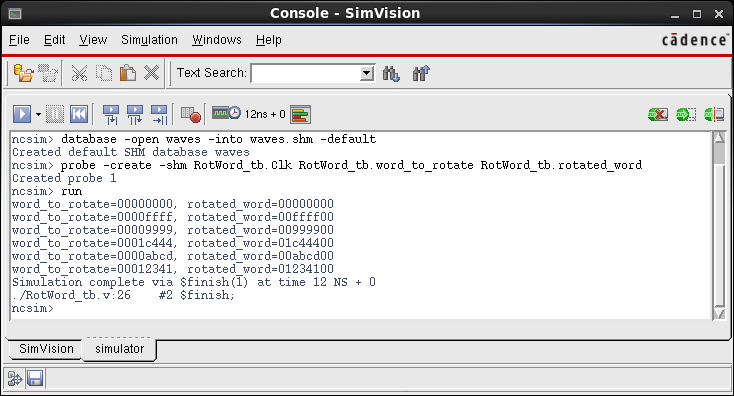 Console - SimVision
File Edit View Simulation Windows Help
cādence
Text Search:
12ns + 0
ncsim> database -open waves -into waves.shm -default
Created default SHM database waves
ncsim> probe -create -shm RotWord_tb.Clk RotWord_tb.word_to_rotate RotWord_tb.rotated_word
Created probe 1
ncsim> run
word_to_rotate=00000000, rotated_word=00000000
word_to_rotate=0000ffff, rotated_word=00ffff00
word_to_rotate=00009999, rotated_word=00999900
word_to_rotate=0001c444, rotated_word=01c44400
word_to_rotate=0000abcd, rotated_word=00abcd00
word_to_rotate=00012341, rotated_word=01234100
Simulation complete via $finish(1) at time 12 NS + 0
./RotWord_tb.v:26    #2 $finish;
ncsim>
SimVision simulator